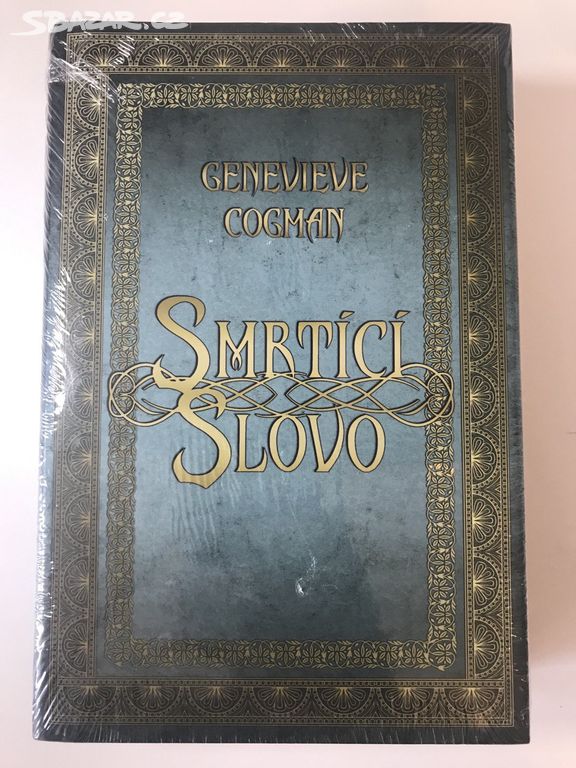 SBAZAR.CZ
GENEVIEVE
COGMAN
SMRTÍCÍ
SLOVO